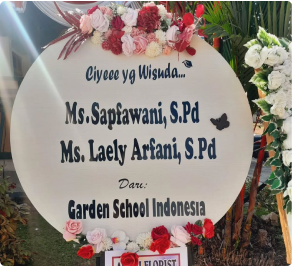 Ciyeee yg Wisuda...
Ms. Sapfawani, S.Pd
Ms. Laely Arfani, S.Pd
Dari:
Garden School Indonesia
FLORIST